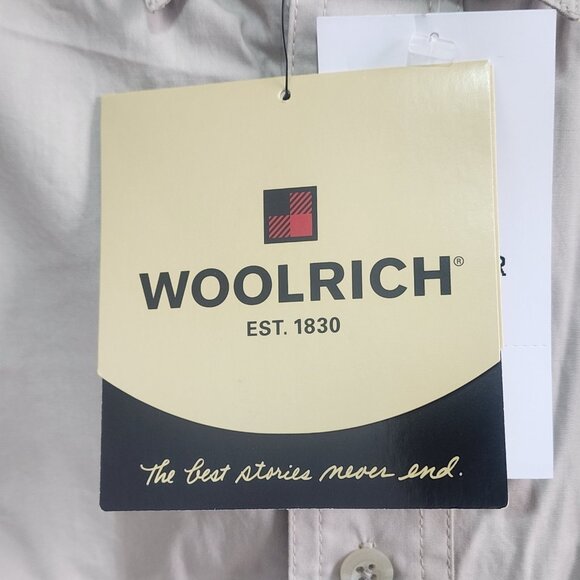 WOOLRICH®
EST. 1830
The best stories never end.
R